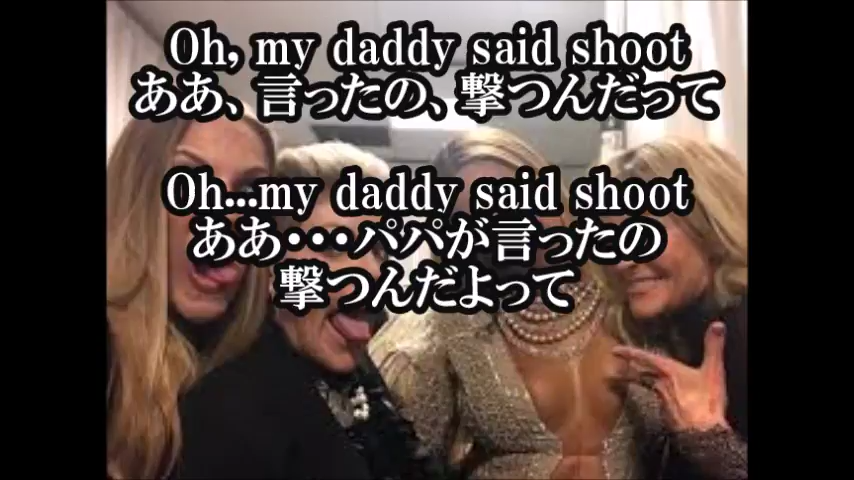 Oh, my daddy said shoot
ああ、言ったの、撃つんだって
Oh...my daddy said shoot
ああ・・・パパが言ったの
撃つんだよって